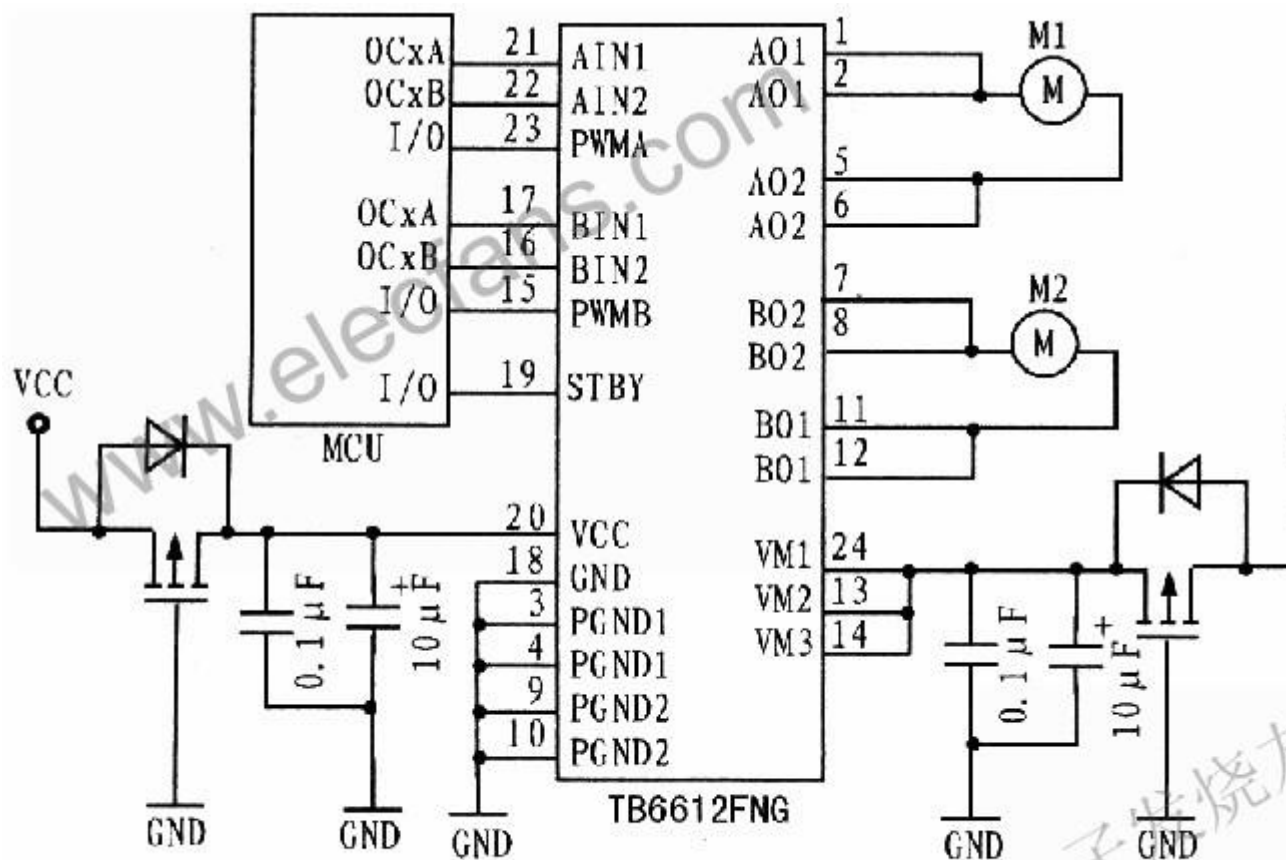 OCxA
OCxB
I/O
OCxA
OCxB
I/O
I/O
MCU
21
22
23
17
16
15
19
20
18
3
4
9
10
AIN1
AIN2
PWMA
BIN1
BIN2
PWMB
STBY
VCC
GND
PGND1
PGND1
PGND2
PGND2
AO1
AO1
AO2
AO2
BO2
BO2
BO1
BO1
VM1
VM2
VM3
1
2
5
6
7
8
11
12
24
13
14
TB6612FNG
M1
M
M2
M
VCC
0.1μF
+
10μF
GND
GND
GND
0.1μF
+
10μF
GND
GND
www.elecfans.com
发烧友